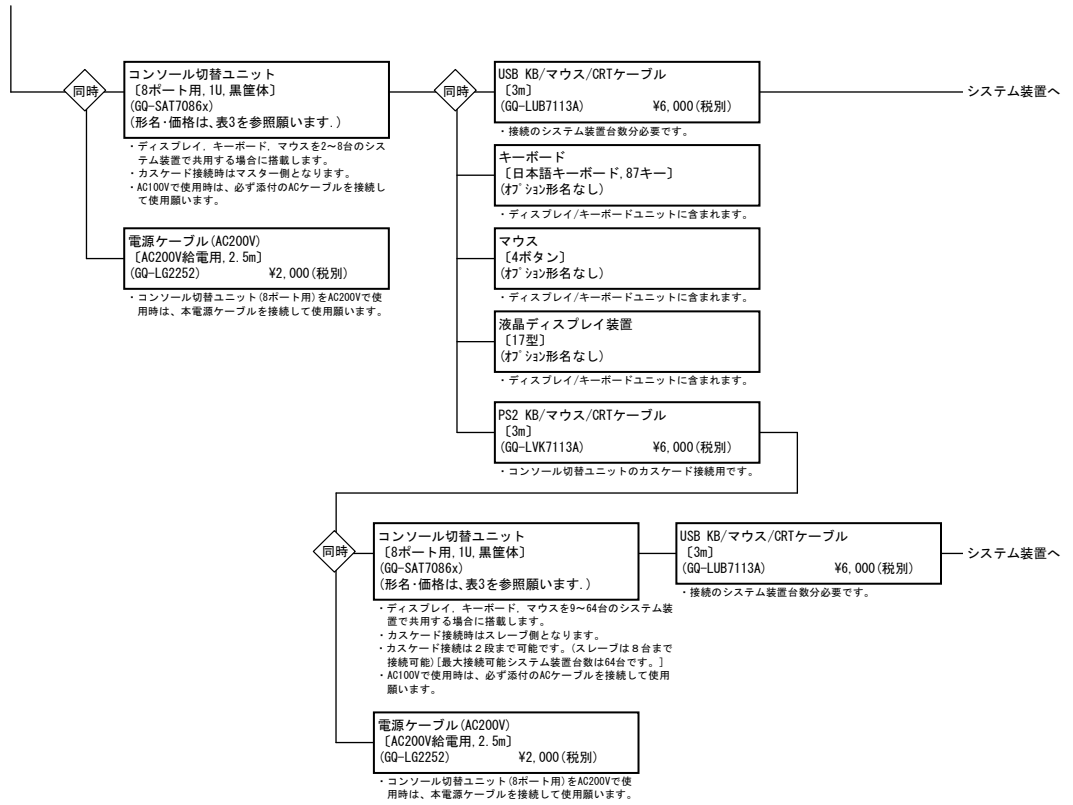 同時
コンソール切替ユニット
〔8ポート用,1U,黒筐体〕
(GQ-SAT7086x)
(形名・価格は、表3を参照願います.)
・ディスプレイ, キーボード, マウスを2～8台のシス
テム装置で共用する場合に搭載します。
・カスケード接続時はマスター側となります。
・AC100Vで使用時は、必ず添付のACケーブルを接続し
て使用願います。
電源ケーブル(AC200V)
〔AC200V給電用,2.5m〕
(GQ-LG2252) ¥2,000(税別)
・コンソール切替ユニット(8ポート用)をAC200Vで使
用時は、本電源ケーブルを接続して使用願います。
同時
USB KB/マウス/CRTケーブル
〔3m〕
(GQ-LUB7113A) ¥6,000(税別)
・接続のシステム装置台数分必要です。
システム装置へ
キーボード
〔日本語キーボード,87キー〕
(ｵﾌﾟｼｮﾝ形名なし)
・ディスプレイ/キーボードユニットに含まれます。
マウス
〔4ボタン〕
(ｵﾌﾟｼｮﾝ形名なし)
・ディスプレイ/キーボードユニットに含まれます。
液晶ディスプレイ装置
〔17型〕
(ｵﾌﾟｼｮﾝ形名なし)
・ディスプレイ/キーボードユニットに含まれます。
PS2 KB/マウス/CRTケーブル
〔3m〕
(GQ-LVK7113A) ¥6,000(税別)
・コンソール切替ユニットのカスケード接続用です。
同時
コンソール切替ユニット
〔8ポート用,1U,黒筐体〕
(GQ-SAT7086x)
(形名・価格は、表3を参照願います.)
・ディスプレイ, キーボード, マウスを9～64台のシステム装
置で共用する場合に搭載します。
・カスケード接続時はスレーブ側となります。
・カスケード接続は２段まで可能です。(スレーブは８台まで
接続可能)[最大接続可能システム装置台数は64台です。]
・AC100Vで使用時は、必ず添付のACケーブルを接続して使用
願います。
USB KB/マウス/CRTケーブル
〔3m〕
(GQ-LUB7113A) ¥6,000(税別)
・接続のシステム装置台数分必要です。
システム装置へ
電源ケーブル(AC200V)
〔AC200V給電用,2.5m〕
(GQ-LG2252) ¥2,000(税別)
・コンソール切替ユニット(8ポート用)をAC200Vで使
用時は、本電源ケーブルを接続して使用願います。